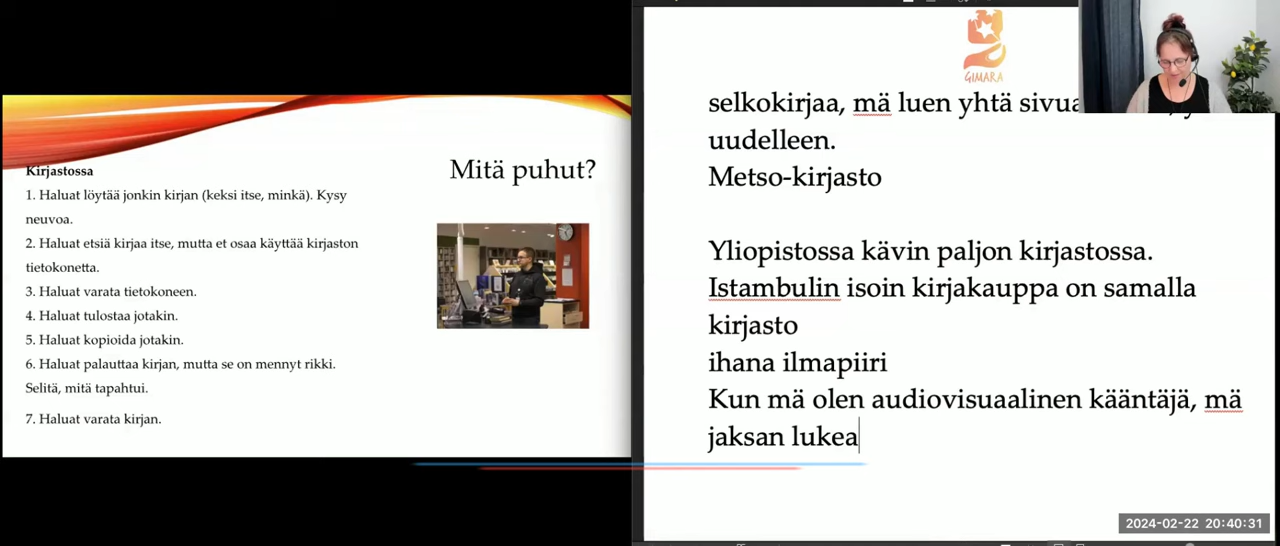 Kirjastossa
1. Haluat löytää jonkin kirjan (keksi itse, minkä). Kysy
neuvoa.
2. Haluat etsiä kirjaa itse, mutta et osaa käyttää kirjaston
tietokonetta.
3. Haluat varata tietokoneen.
4. Haluat tulostaa jotakin.
5. Haluat kopioida jotakin.
6. Haluat palauttaa kirjan, mutta se on mennyt rikki.
Selitä, mitä tapahtui.
7. Haluat varata kirjan.
Mitä puhut?
GIMARA
selkokirjaa, mä luen yhtä sivua
uudelleen.
Metso-kirjasto
Yliopistossa kävin paljon kirjastossa.
Istambulin isoin kirjakauppa on samalla
kirjasto
ihana ilmapiiri
Kun mä olen audiovisuaalinen kääntäjä, mä
jaksan lukea
2024-02-22 20:40:31